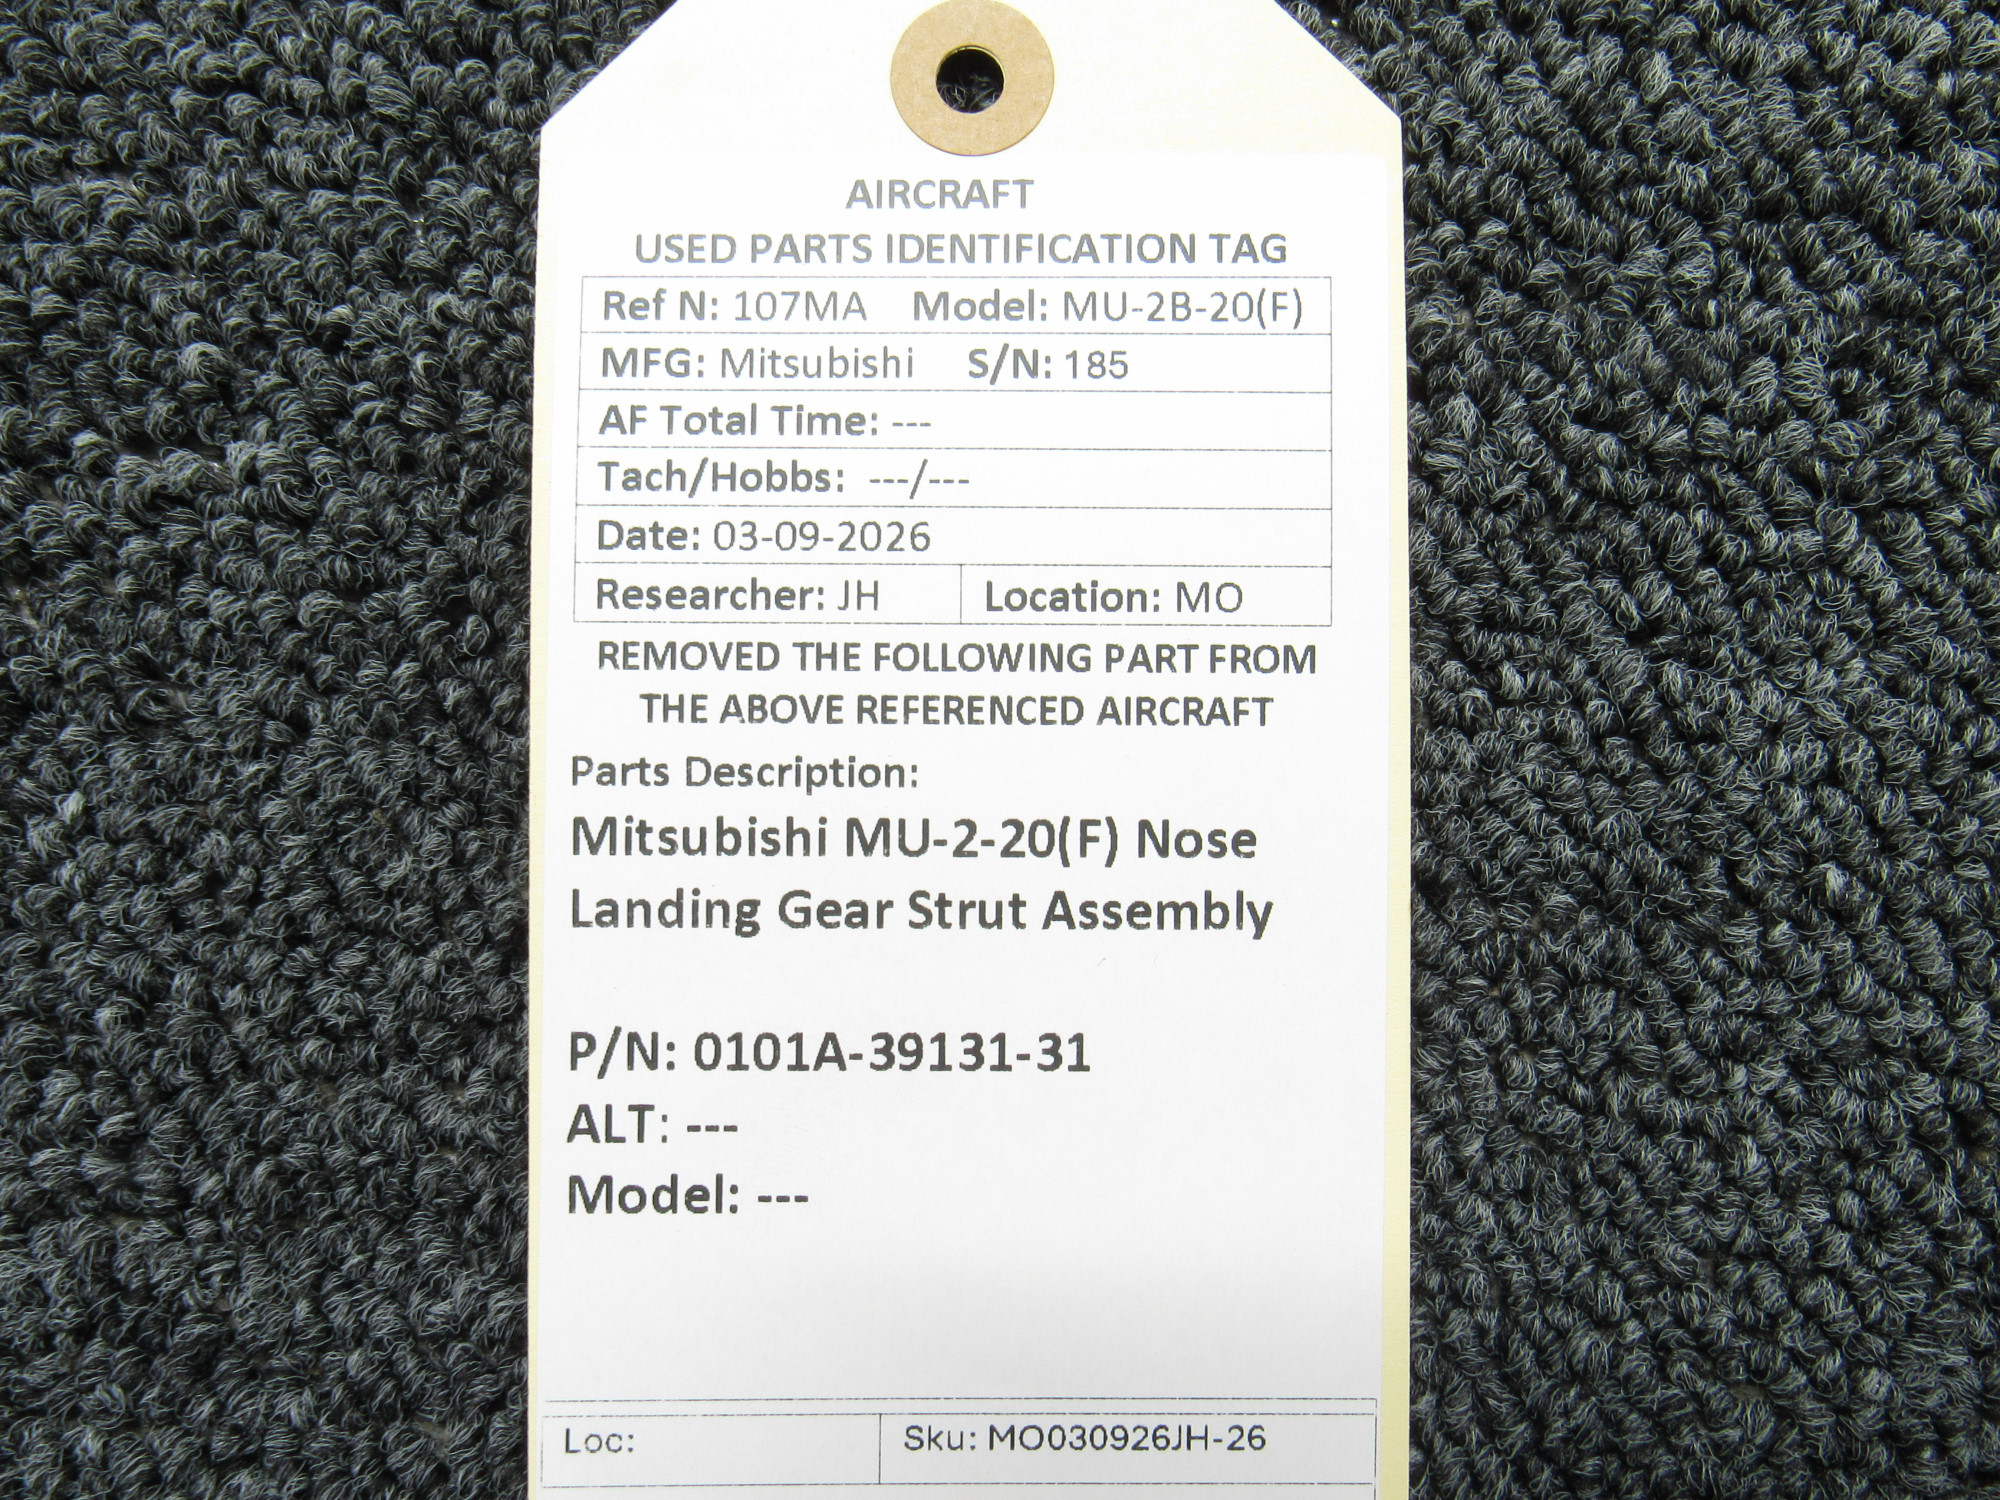 AIRCRAFT
USED PARTS IDENTIFICATION TAG
Ref N: 107MA Model: MU-2B-20(F)
MFG: Mitsubishi S/N: 185
AF Total Time: ---
Tach/Hobbs: ---/---
Date: 03-09-2026
Researcher: JH Location: MO
REMOVED THE FOLLOWING PART FROM
THE ABOVE REFERENCED AIRCRAFT
Parts Description:
Mitsubishi MU-2-20(F) Nose
Landing Gear Strut Assembly
P/N: 0101A-39131-31
ALT: ---
Model: ---
Loc: Sku: MO030926JH-26